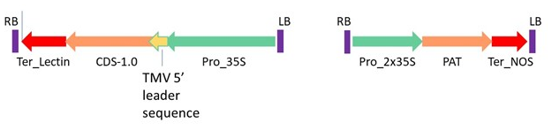 RB LB RB LB
Ter_Lectin CDS-1.0 Pro_35S Pro_2x35S PAT Ter_NOS
TMV 5’
leader
sequence